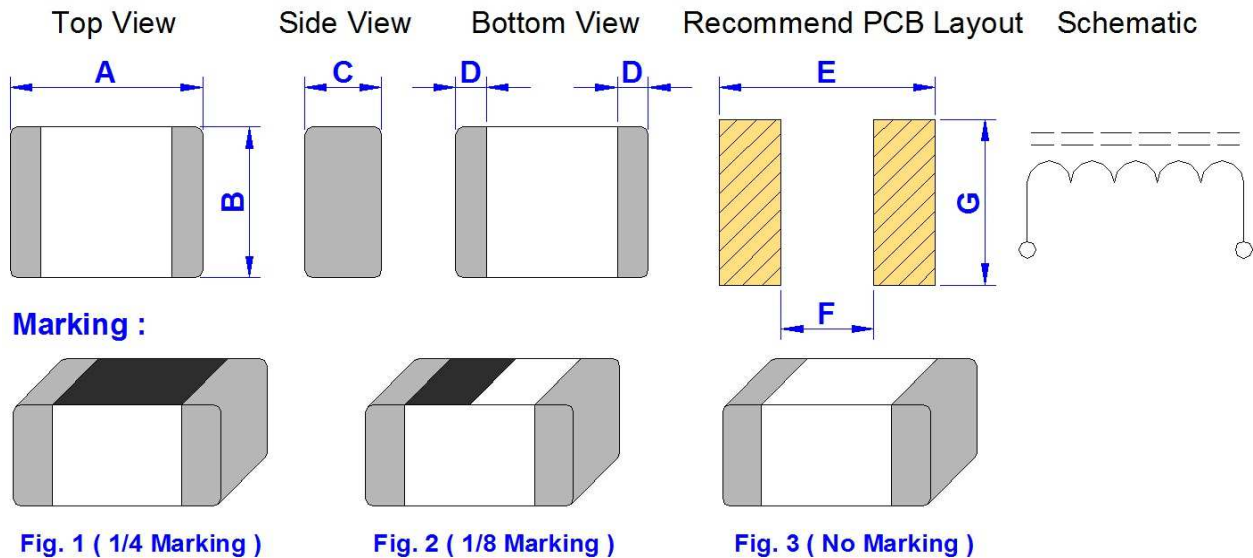 Top View Side View Bottom View Recommend PCB Layout Schematic
A C D D E
B G
F
Marking :
Fig. 1 ( 1/4 Marking ) Fig. 2 ( 1/8 Marking ) Fig. 3 ( No Marking )